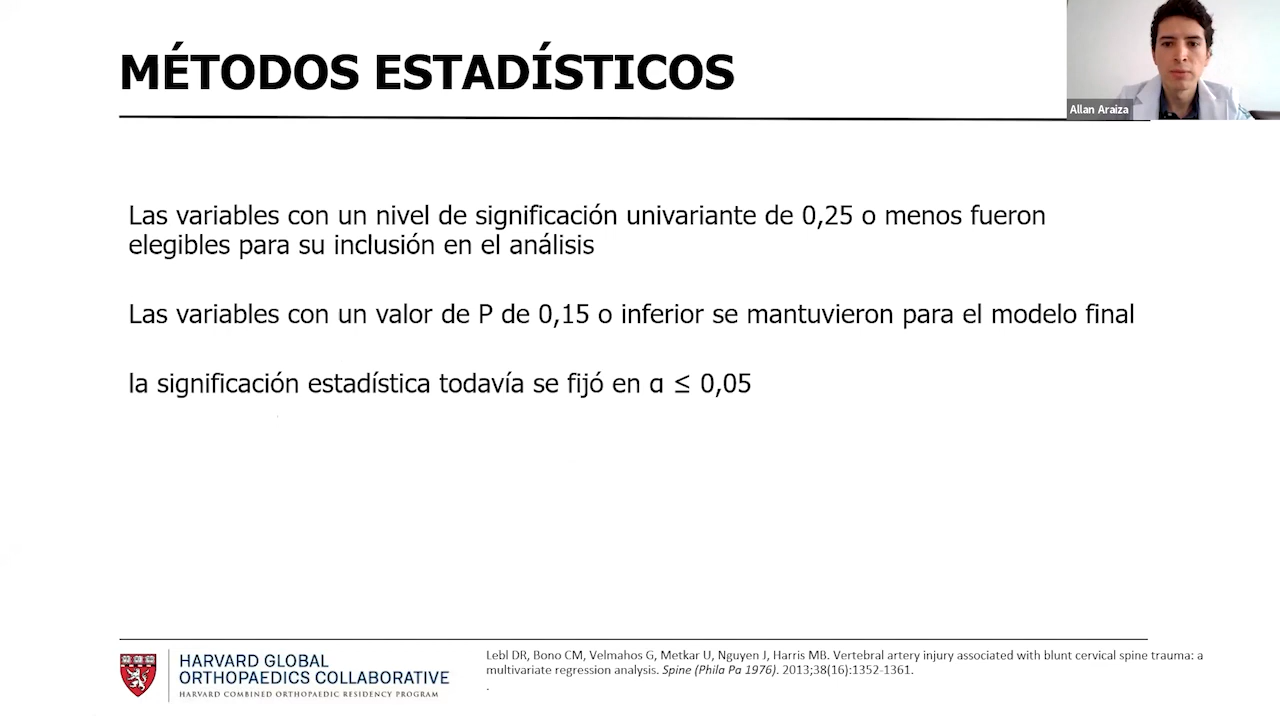 MÉTODOS ESTADÍSTICOS
Allan Araiza
Las variables con un nivel de significación univariante de 0,25 o menos fueron
elegibles para su inclusión en el análisis
Las variables con un valor de P de 0,15 o inferior se mantuvieron para el modelo final
la significación estadística todavía se fijó en α ≤ 0,05
HARVARD GLOBAL
ORTHOPAEDICS COLLABORATIVE
HARVARD COMBINED ORTHOPAEDIC RESIDENCY PROGRAM
Lebl DR, Bono CM, Velmahos G, Metkar U, Nguyen J, Harris MB. Vertebral artery injury associated with blunt cervical spine trauma: a
multivariate regression analysis. Spine (Phila Pa 1976). 2013;38(16):1352-1361.
.